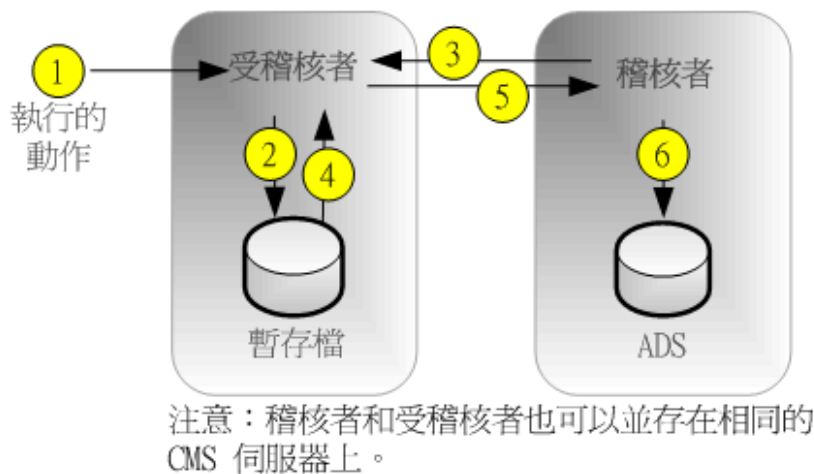 1
執行的
動作
受稽核者
2
4
暫存檔
3
5
稽核者
6
ADS
注意：稽核者和受稽核者也可以並存在相同的
CMS 伺服器上。